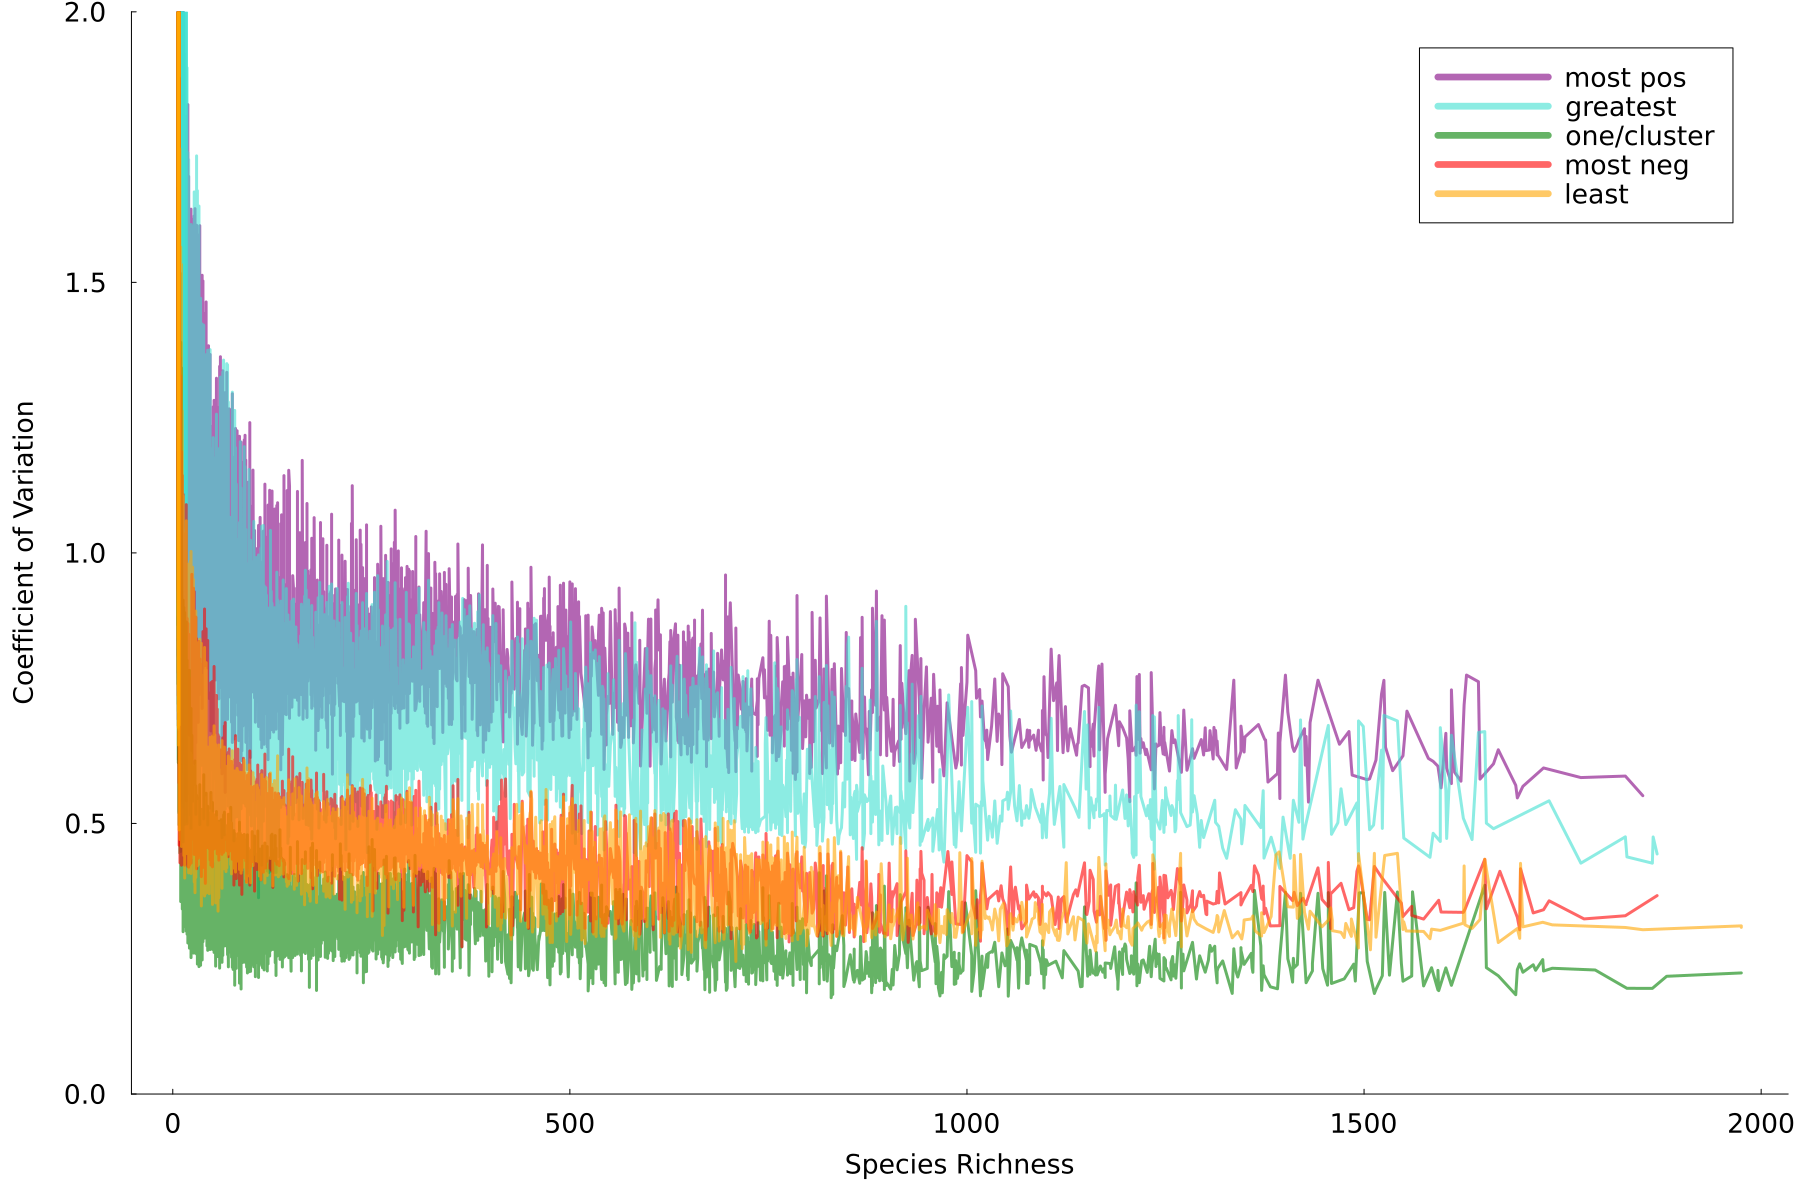 2.0
1.5
1.0
0.5
0.0
Coefficient of Variation
0
500
1000
1500
2000
Species Richness
most pos
greatest
one/cluster
most neg
least